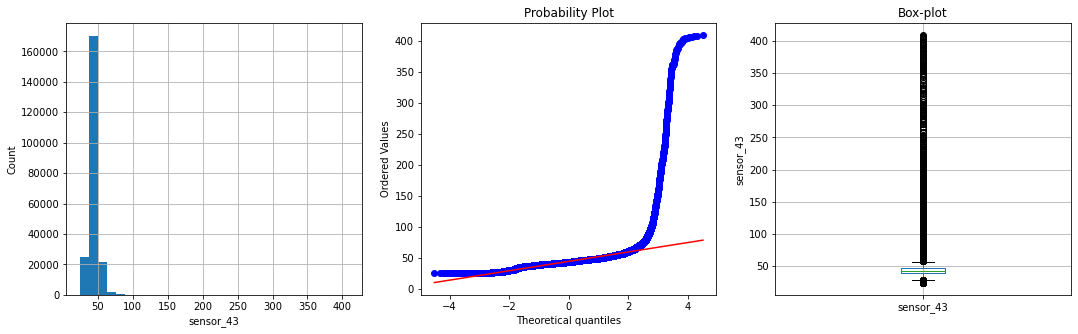 Count
160000
140000
120000
100000
80000
60000
40000
20000
0
50 100 150 200 250 300 350 400
sensor_43
Probability Plot
Ordered Values
400
350
300
250
200
150
100
50
0
−4 −2 0 2 4
Theoretical quantiles
Box-plot
sensor_43
400
350
300
250
200
150
100
50
sensor_43